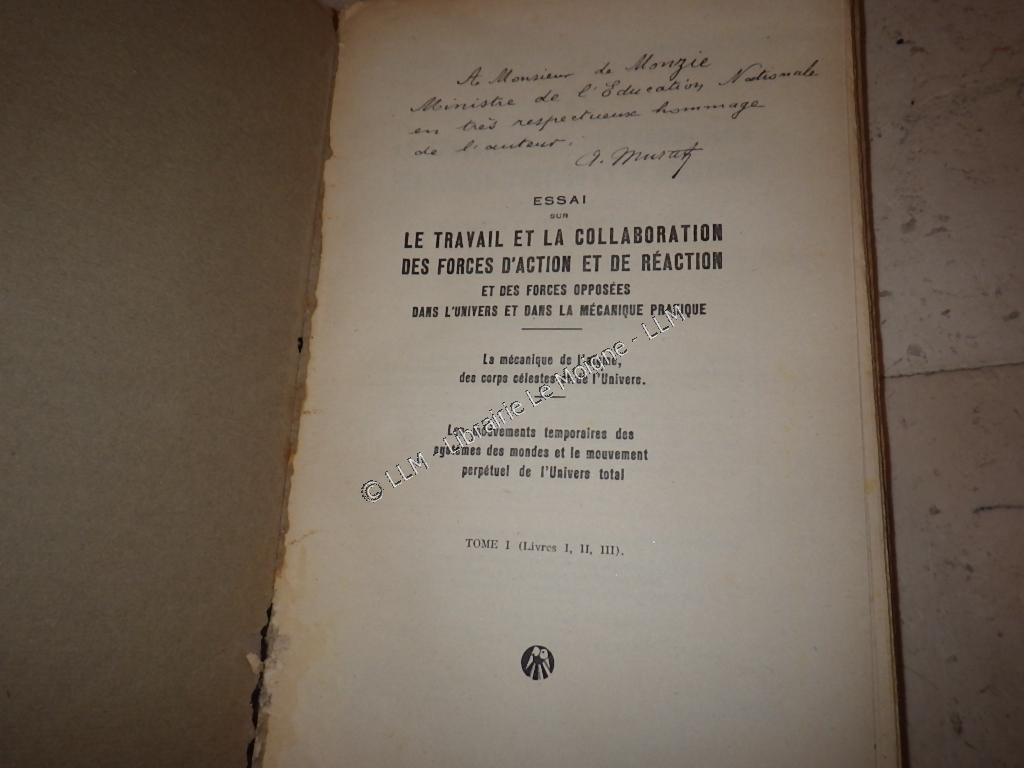 A Monsieur de Monzie
Ministre de l'Education Nationale
en très respectueux hommage
de l'auteur.
ESSAI
SUR
LE TRAVAIL ET LA COLLABORATION
DES FORCES D'ACTION ET DE RÉACTION
ET DES FORCES OPPOSÉES
DANS L'UNIVERS ET DANS LA MÉCANIQUE PRATIQUE
La mécanique de
des corps célestes et de l'Univers.
Les mouvements temporaires des
systèmes des mondes et le mouvement
perpétuel de l'Univers total
TOME I (Livres I, II, III).
© LLM - Librairie Le Molone - LLM